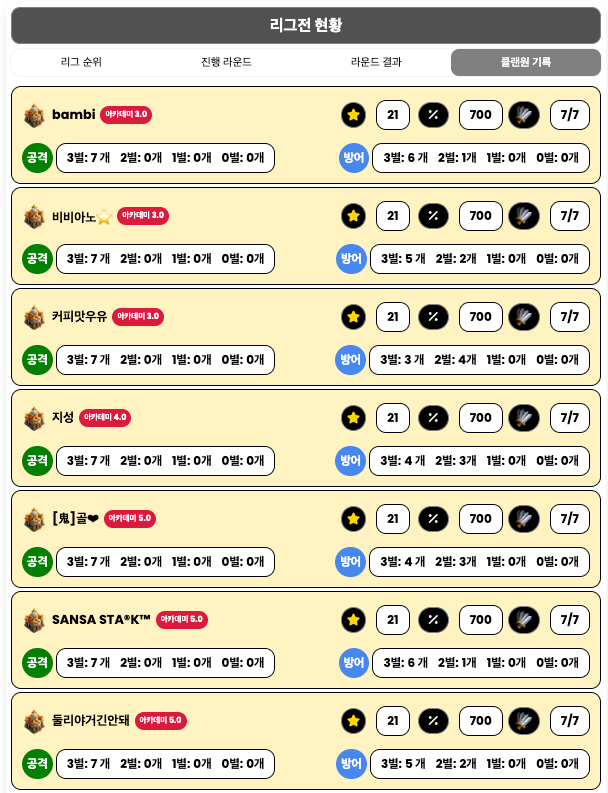 리그전 현황
리그 순위 진행 라운드 라운드 결과 클랜원 기록
bambi 아카데미 3.0 21 % 700 7/7
공격 3별: 7 개 2별: 0개 1별: 0개 0별: 0개 방어 3별: 6 개 2별: 1개 1별: 0개 0별: 0개
비비아노⭐ 아카데미 3.0 21 % 700 7/7
공격 3별: 7 개 2별: 0개 1별: 0개 0별: 0개 방어 3별: 5 개 2별: 2개 1별: 0개 0별: 0개
커피맛우유 아카데미 3.0 21 % 700 7/7
공격 3별: 7 개 2별: 0개 1별: 0개 0별: 0개 방어 3별: 3 개 2별: 4개 1별: 0개 0별: 0개
지성 아카데미 4.0 21 % 700 7/7
공격 3별: 7 개 2별: 0개 1별: 0개 0별: 0개 방어 3별: 4 개 2별: 3개 1별: 0개 0별: 0개
[鬼]골❤ 아카데미 5.0 21 % 700 7/7
공격 3별: 7 개 2별: 0개 1별: 0개 0별: 0개 방어 3별: 4 개 2별: 3개 1별: 0개 0별: 0개
SANSA STA®K™ 아카데미 5.0 21 % 700 7/7
공격 3별: 7 개 2별: 0개 1별: 0개 0별: 0개 방어 3별: 6 개 2별: 1개 1별: 0개 0별: 0개
둘리야거긴안돼 아카데미 5.0 21 % 700 7/7
공격 3별: 7 개 2별: 0개 1별: 0개 0별: 0개 방어 3별: 5 개 2별: 2개 1별: 0개 0별: 0개